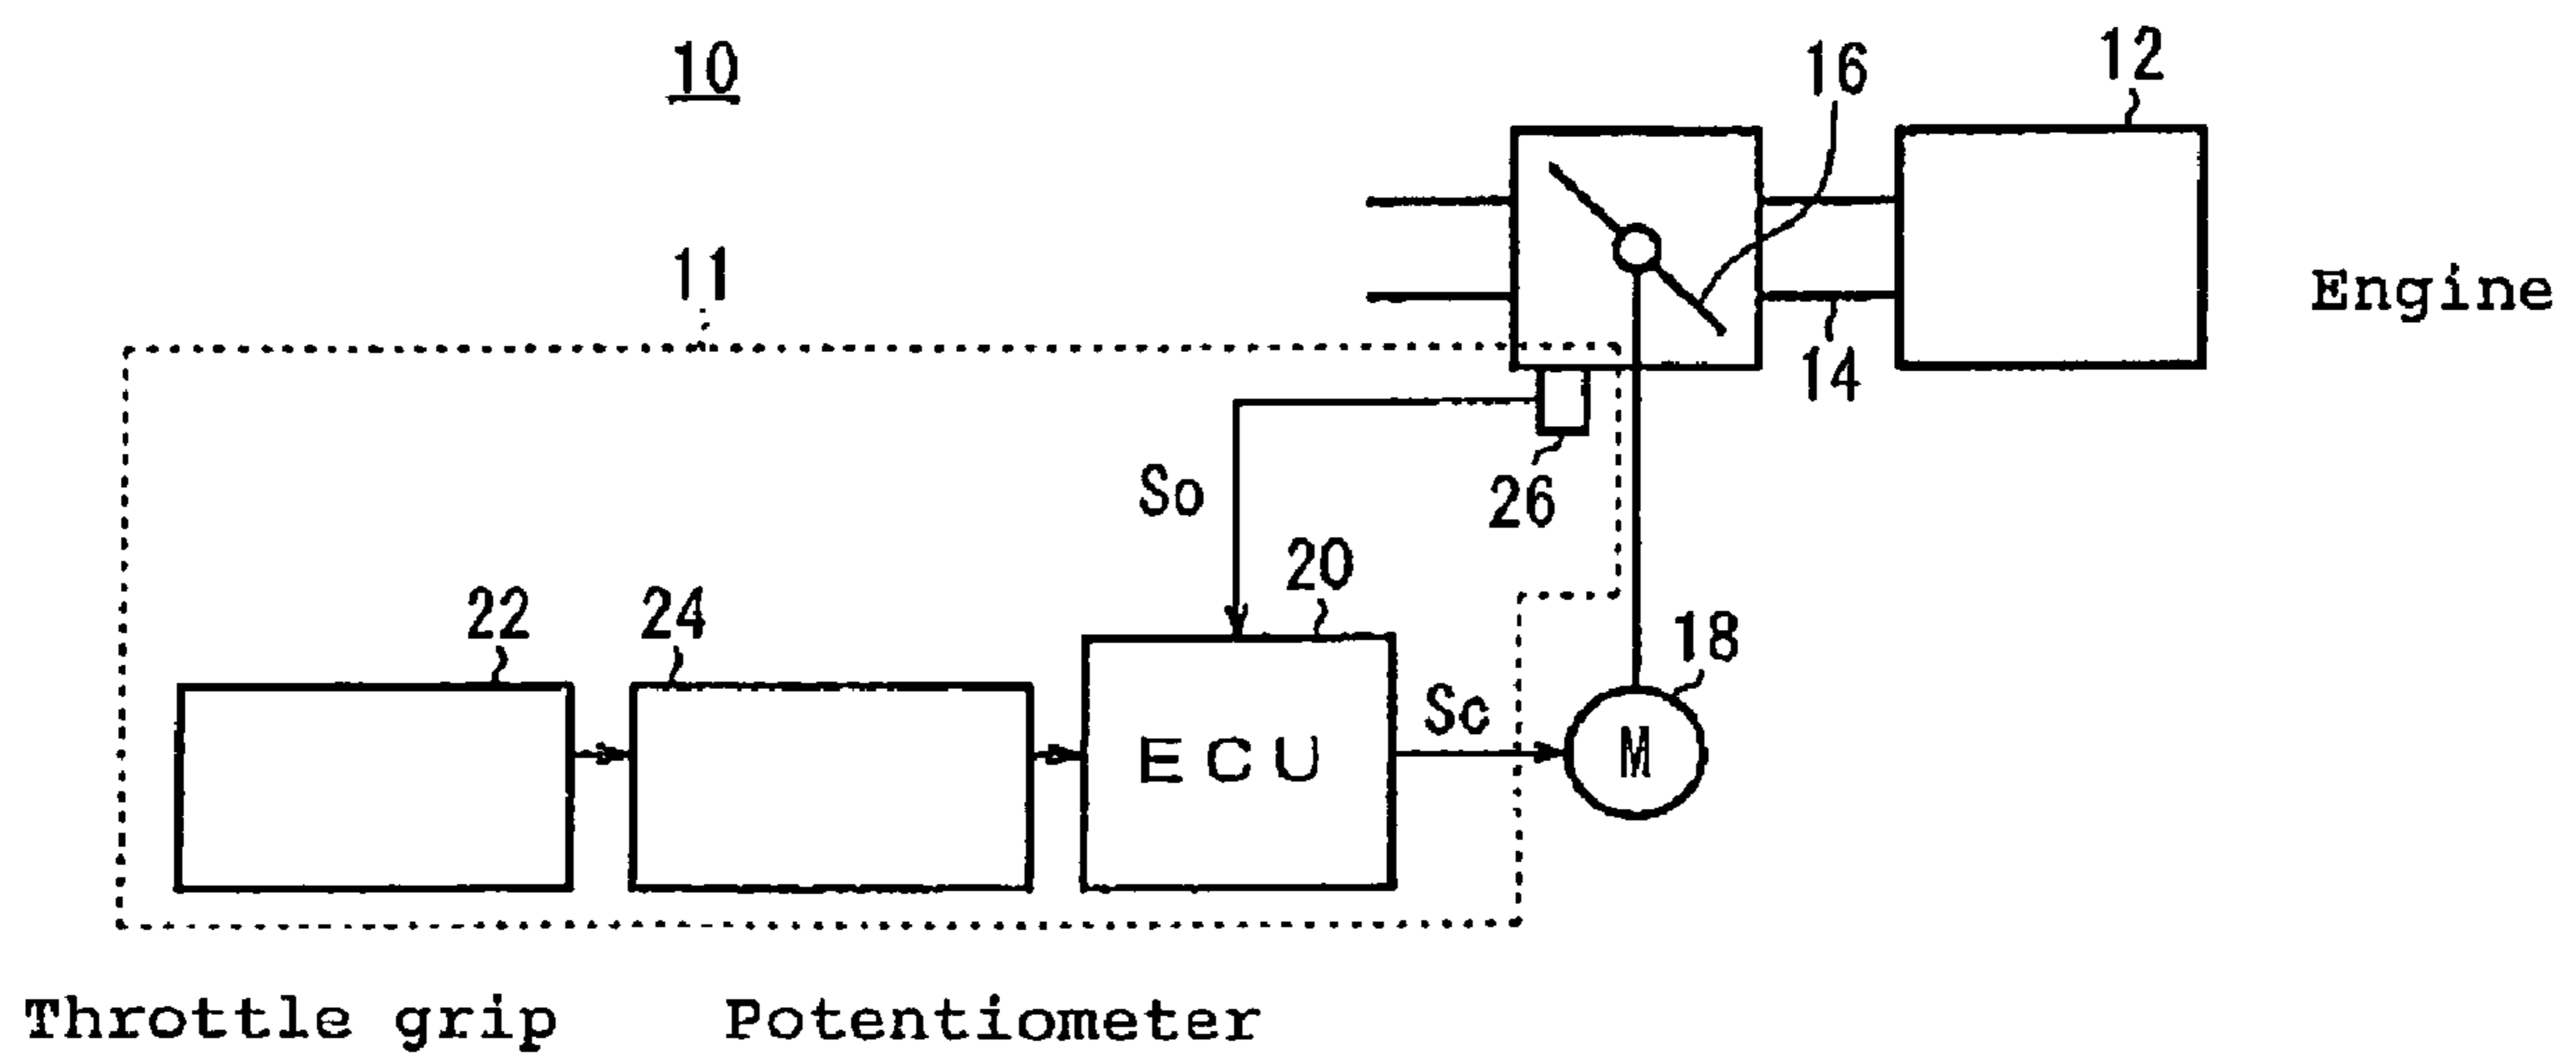 10
16
12
11
Engine
14
26
So
20
22
24
18
Sc
ECU
M
Throttle grip
Potentiometer